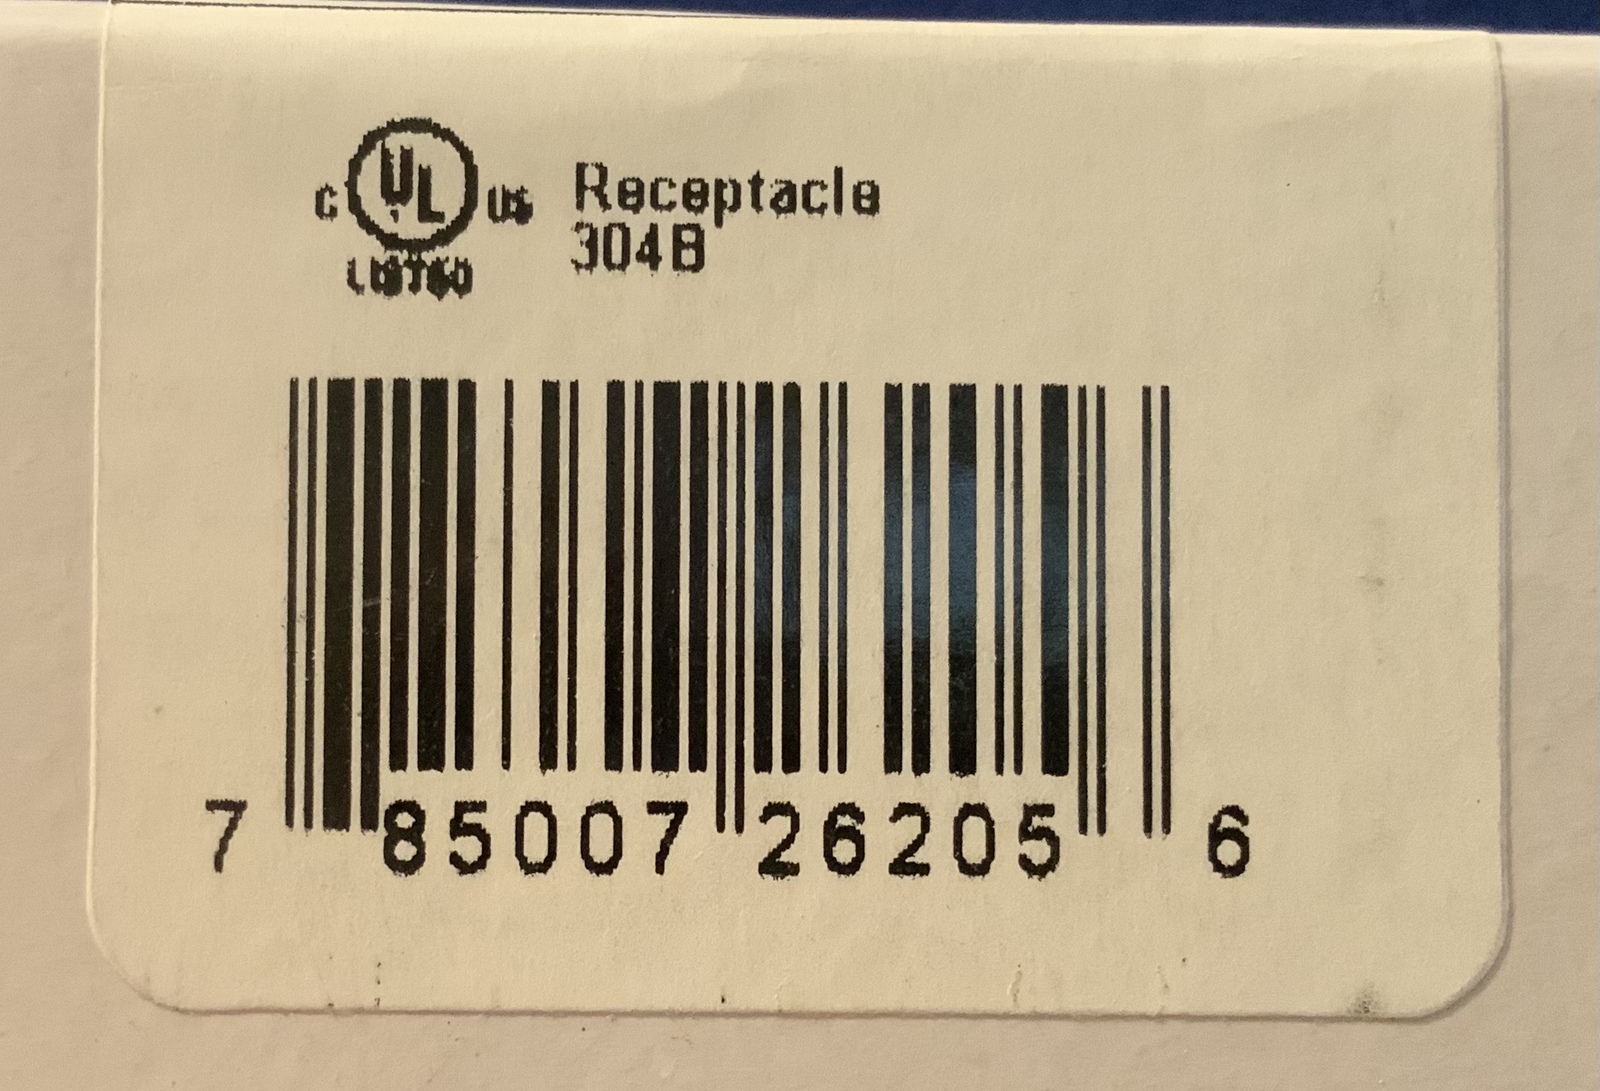 C UL US Receptacle
LISTED 304B
7 85007 26205 6